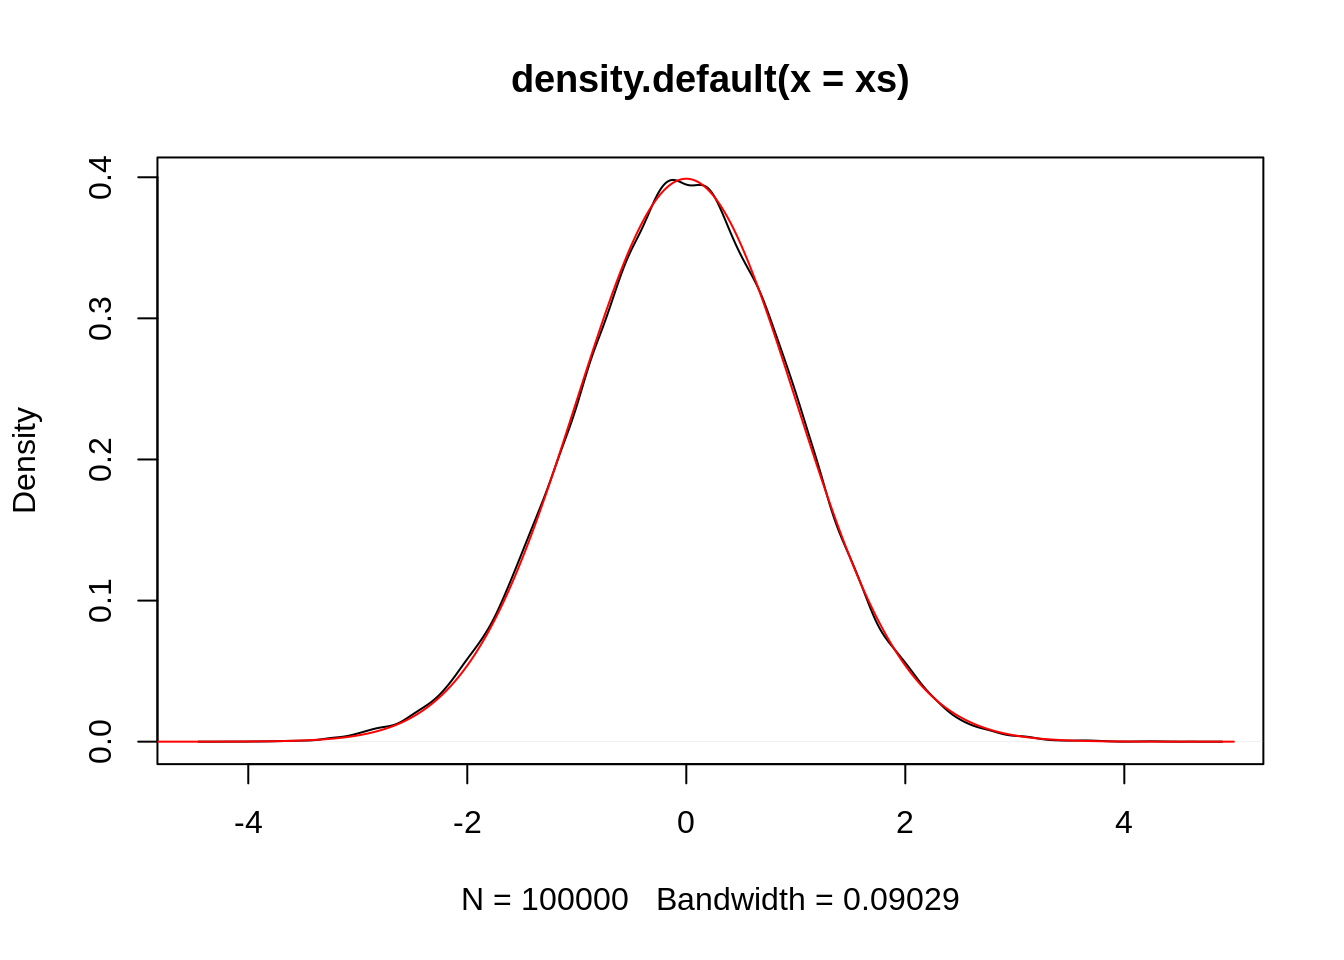 density.default(x = xs)
Density
0.4
0.3
0.2
0.1
0.0
-4 -2 0 2 4
N = 100000 Bandwidth = 0.09029